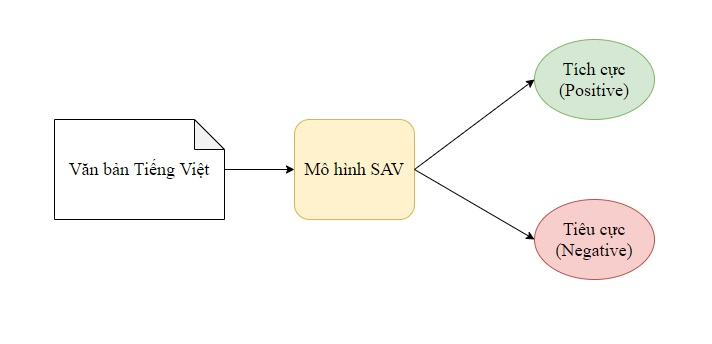 Văn bản Tiếng Việt
Mô hình SAV
Tích cực
(Positive)
Tiêu cực
(Negative)